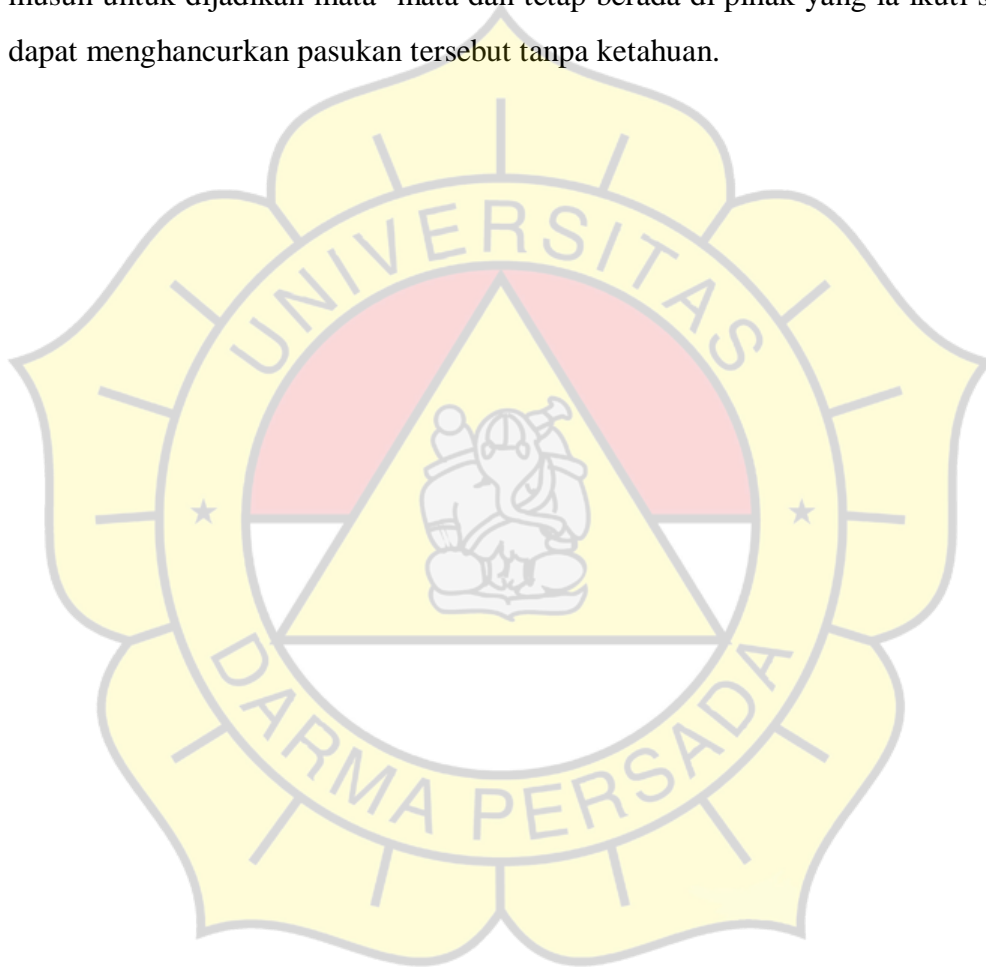 musuh untuk dijadikan mata- mata dan tetap berada di pihak yang ia ikuti
dapat menghancurkan pasukan tersebut tanpa ketahuan.
UNIVERSITAS
DARMA PERSADA